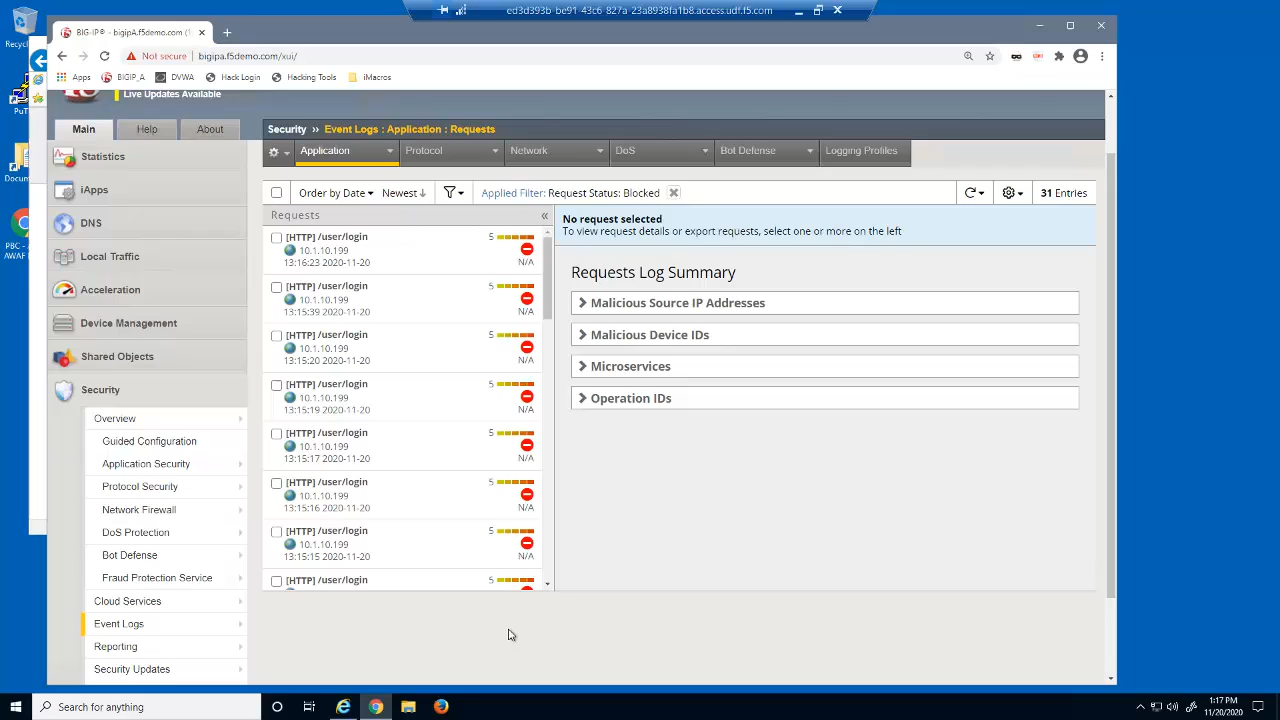 ed3d393b-be91-43c6-827a-23a8938fa1b8.access.udf.f5.com
Recycl
PuT
Docum
PBC -
AWAF
BIG-IP® - bigipA.f5demo.com (1
Not secure
bigipa.f5demo.com/xui/
Apps BIGIP_A DVWA Hack Login Hacking Tools iMacros
Live Updates Available
Main Help About
Security » Event Logs : Application : Requests
Application Protocol Network DoS Bot Defense Logging Profiles
Statistics
iApps
DNS
Local Traffic
Acceleration
Device Management
Shared Objects
Security
Overview
Guided Configuration
Application Security
Protocol Security
Network Firewall
DoS Protection
Bot Defense
Fraud Protection Service
Cloud Services
Event Logs
Reporting
Security Updates
Order by Date Newest Applied Filter: Request Status: Blocked 31 Entries
Requests «
[HTTP] /user/login 5
10.1.10.199
13:16:23 2020-11-20 N/A
[HTTP] /user/login 5
10.1.10.199
13:15:39 2020-11-20 N/A
[HTTP] /user/login 5
10.1.10.199
13:15:20 2020-11-20 N/A
[HTTP] /user/login 5
10.1.10.199
13:15:19 2020-11-20 N/A
[HTTP] /user/login 5
10.1.10.199
13:15:17 2020-11-20 N/A
[HTTP] /user/login 5
10.1.10.199
13:15:16 2020-11-20 N/A
[HTTP] /user/login 5
10.1.10.199
13:15:15 2020-11-20 N/A
[HTTP] /user/login 5
No request selected
To view request details or export requests, select one or more on the left
Requests Log Summary
Malicious Source IP Addresses
Malicious Device IDs
Microservices
Operation IDs
Search for anything
1:17 PM
11/20/2020